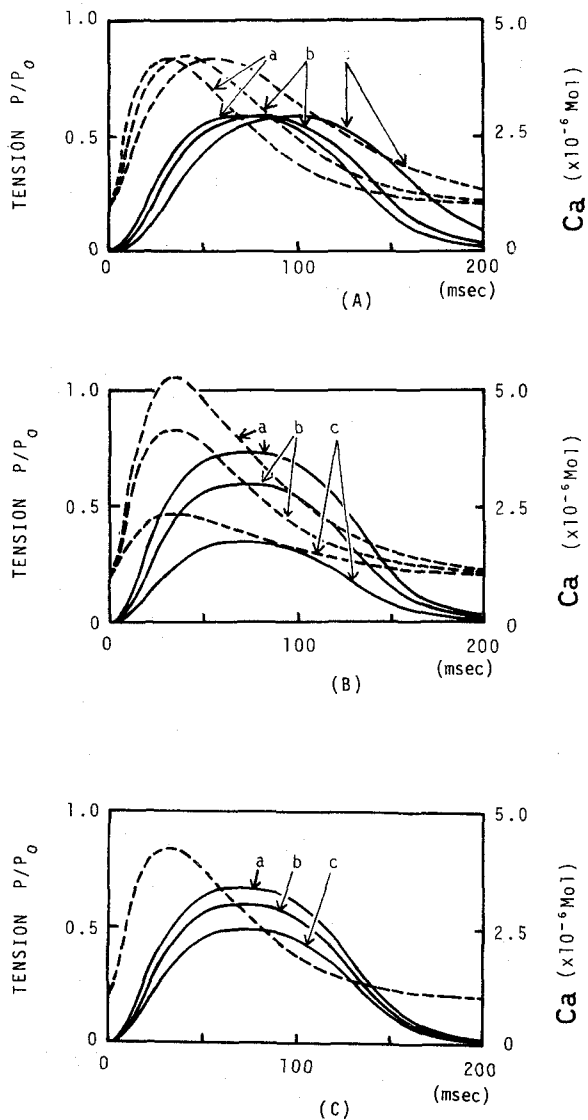 1.0
5.0
a
b
c
TENSION P/P₀
0.5
2.5
Ca (x10⁻⁶Mol)
0
0
0
100
200
(msec)
(A)
1.0
5.0
a
b
c
TENSION P/P₀
0.5
2.5
Ca (x10⁻⁶Mol)
0
0
0
100
200
(msec)
(B)
1.0
5.0
a
b
c
TENSION P/P₀
0.5
2.5
Ca (x10⁻⁶Mol)
0
0
0
100
200
(msec)
(C)